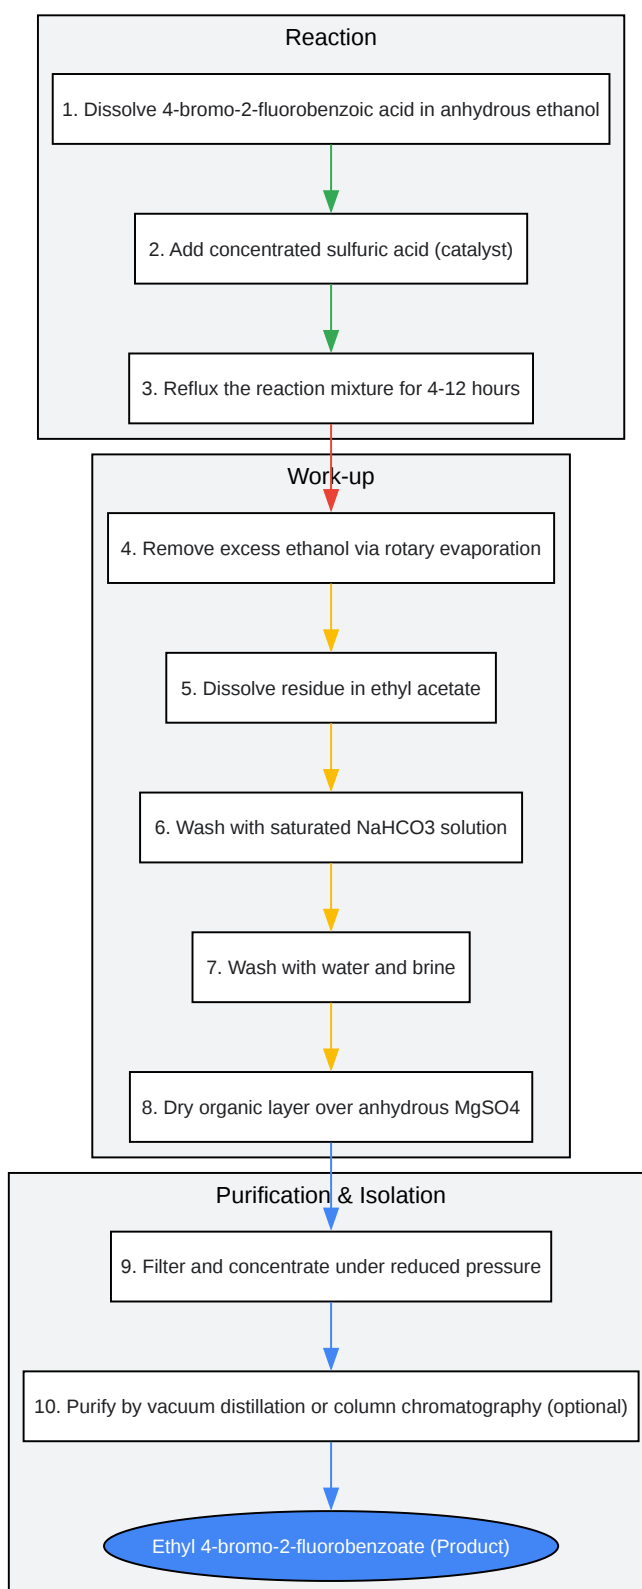 Reaction
1. Dissolve 4-bromo-2-fluorobenzoic acid in anhydrous ethanol
2. Add concentrated sulfuric acid (catalyst)
3. Reflux the reaction mixture for 4-12 hours
Work-up
4. Remove excess ethanol via rotary evaporation
5. Dissolve residue in ethyl acetate
6. Wash with saturated NaHCO3 solution
7. Wash with water and brine
8. Dry organic layer over anhydrous MgSO4
Purification & Isolation
9. Filter and concentrate under reduced pressure
10. Purify by vacuum distillation or column chromatography (optional)
Ethyl 4-bromo-2-fluorobenzoate (Product)